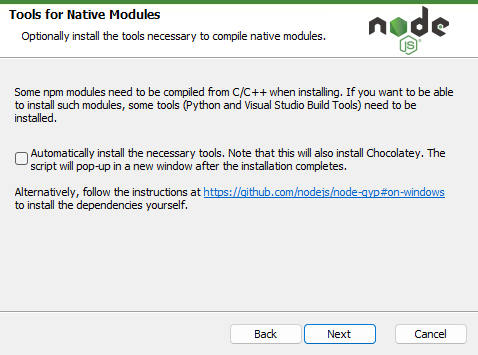 Tools for Native Modules
Optionally install the tools necessary to compile native modules.
node
JS
Some npm modules need to be compiled from C/C++ when installing. If you want to be able
to install such modules, some tools (Python and Visual Studio Build Tools) need to be
installed.
Automatically install the necessary tools. Note that this will also install Chocolatey. The
script will pop-up in a new window after the installation completes.
Alternatively, follow the instructions at https://github.com/nodejs/node-gyp#on-windows
to install the dependencies yourself.
Back
Next
Cancel